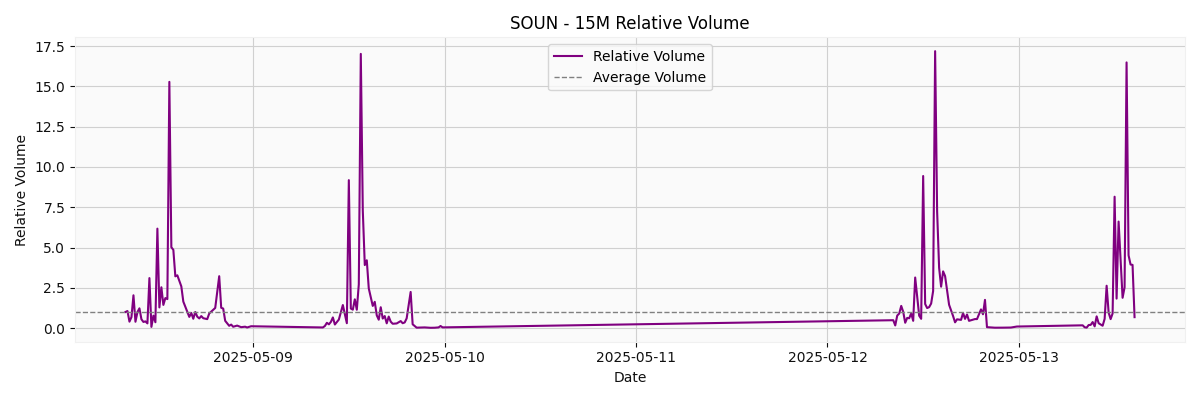 SOUN - 15M Relative Volume
17.5
15.0
12.5
10.0
7.5
5.0
2.5
0.0
Relative Volume
Relative Volume
Average Volume
2025-05-09
2025-05-10
2025-05-11
2025-05-12
2025-05-13
Date